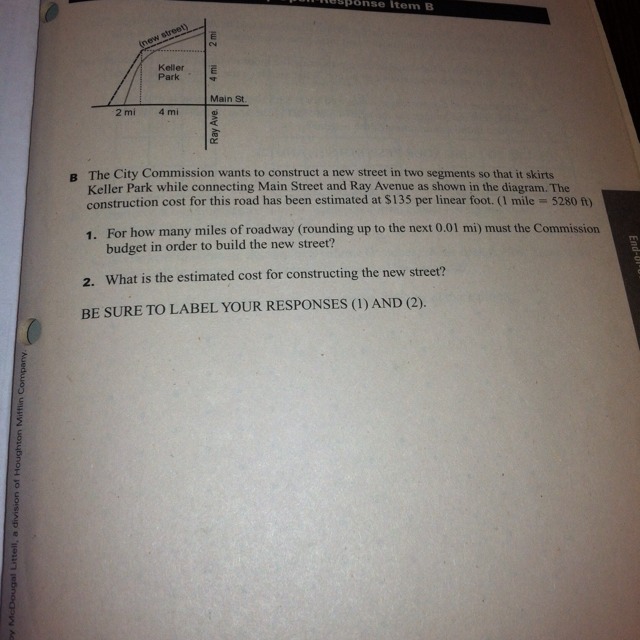 Response Item B
(new street)
2 mi
Keller
Park
4 mi
Main St.
2 mi 4 mi
Ray Ave.
B The City Commission wants to construct a new street in two segments so that it skirts
Keller Park while connecting Main Street and Ray Avenue as shown in the diagram. The
construction cost for this road has been estimated at $135 per linear foot. (1 mile = 5280 ft)
1. For how many miles of roadway (rounding up to the next 0.01 mi) must the Commission
budget in order to build the new street?
2. What is the estimated cost for constructing the new street?
BE SURE TO LABEL YOUR RESPONSES (1) AND (2).
McDougal Littell, a division of Houghton Mifflin Company.